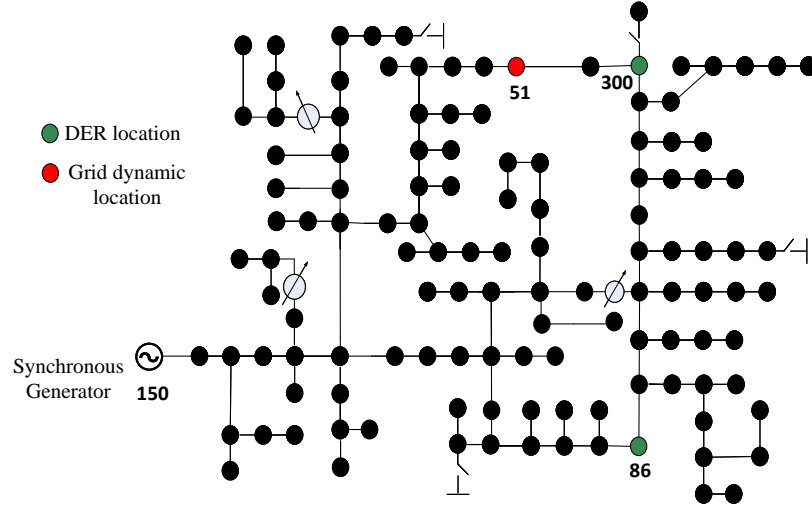 51
300
DER location
Grid dynamic
location
Synchronous
Generator
150
86